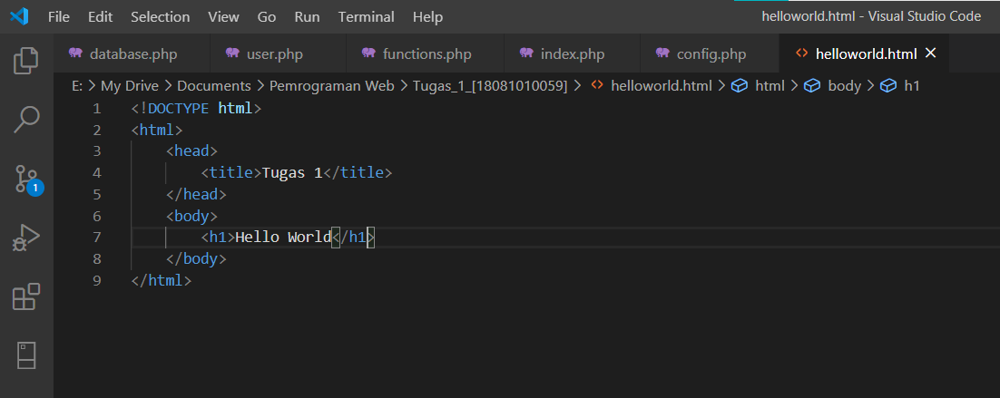 File Edit Selection View Go Run Terminal Help helloworld.html - Visual Studio Code
database.php user.php functions.php index.php config.php helloworld.html
E: > My Drive > Documents > Pemrograman Web > Tugas_1_[18081010059] > helloworld.html > html > body > h1
1 <!DOCTYPE html>
2 <html>
3 <head>
4 <title>Tugas 1</title>
5 </head>
6 <body>
7 <h1>Hello World</h1>
8 </body>
9 </html>
1